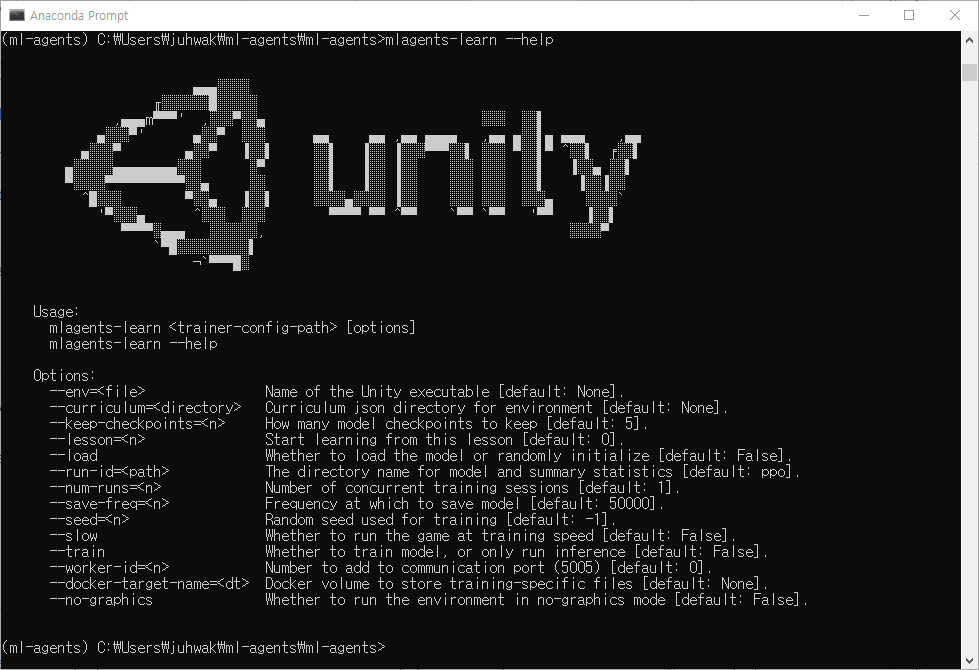 Anaconda Prompt
(ml-agents) C:₩Users₩juhwak₩ml-agents₩ml-agents>mlagents-learn --help
unity
Usage:
mlagents-learn <trainer-config-path> [options]
mlagents-learn --help
Options:
--env=<file> Name of the Unity executable [default: None].
--curriculum=<directory> Curriculum json directory for environment [default: None].
--keep-checkpoints=<n> How many model checkpoints to keep [default: 5].
--lesson=<n> Start learning from this lesson [default: 0].
--load Whether to load the model or randomly initialize [default: False].
--run-id=<path> The directory name for model and summary statistics [default: ppo].
--num-runs=<n> Number of concurrent training sessions [default: 1].
--save-freq=<n> Frequency at which to save model [default: 50000].
--seed=<n> Random seed used for training [default: -1].
--slow Whether to run the game at training speed [default: False].
--train Whether to train model, or only run inference [default: False].
--worker-id=<n> Number to add to communication port (5005) [default: 0].
--docker-target-name=<dt> Docker volume to store training-specific files [default: None].
--no-graphics Whether to run the environment in no-graphics mode [default: False].
(ml-agents) C:₩Users₩juhwak₩ml-agents₩ml-agents>